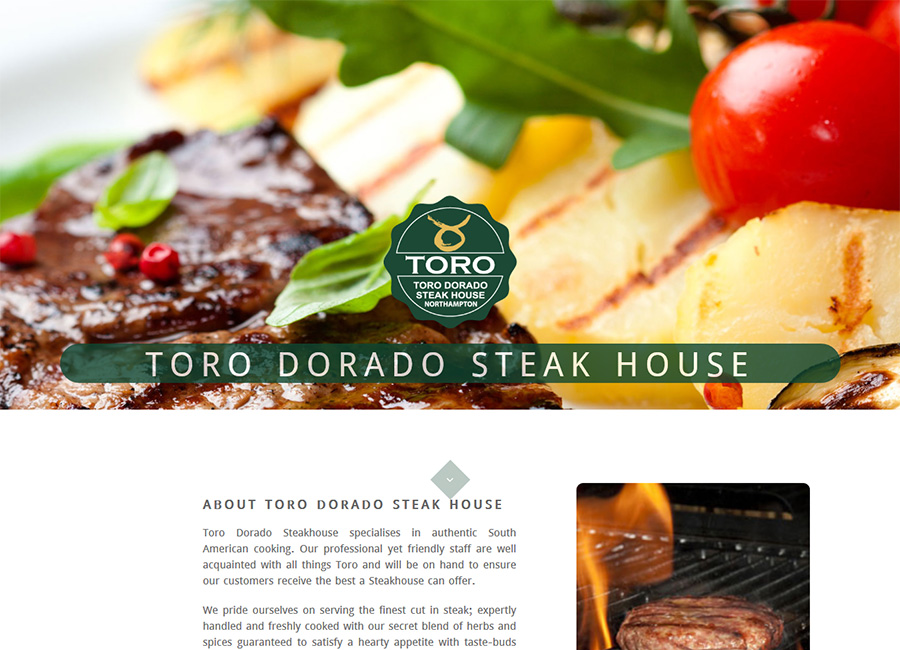 TORO
TORO DORADO
STEAK HOUSE
NORTHAMPTON
TORO DORADO STEAK HOUSE
ABOUT TORO DORADO STEAK HOUSE
Toro Dorado Steakhouse specialises in authentic South
American cooking. Our professional yet friendly staff are well
acquainted with all things Toro and will be on hand to ensure
our customers receive the best a Steakhouse can offer.
We pride ourselves on serving the finest cut in steak; expertly
handled and freshly cooked with our secret blend of herbs and
spices guaranteed to satisfy a hearty appetite with taste-buds